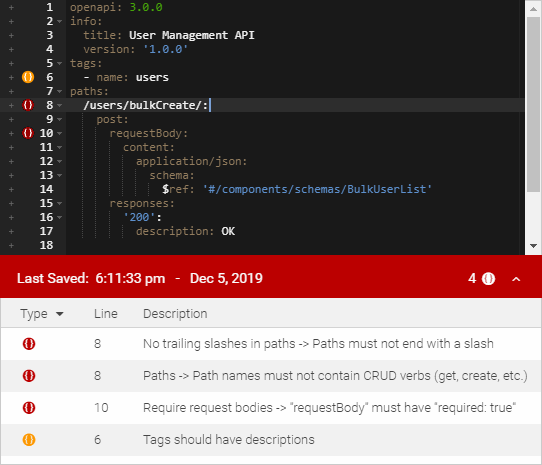 1 openapi: 3.0.0
2 info:
3 title: User Management API
4 version: '1.0.0'
5 tags:
6 - name: users
7 paths:
8 /users/bulkCreate/:
9 post:
10 requestBody:
11 content:
12 application/json:
13 schema:
14 $ref: '#/components/schemas/BulkUserList'
15 responses:
16 '200':
17 description: OK
18
Last Saved: 6:11:33 pm - Dec 5, 2019 4
Type Line Description
8 No trailing slashes in paths -> Paths must not end with a slash
8 Paths -> Path names must not contain CRUD verbs (get, create, etc.)
10 Require request bodies -> "requestBody" must have "required: true"
6 Tags should have descriptions